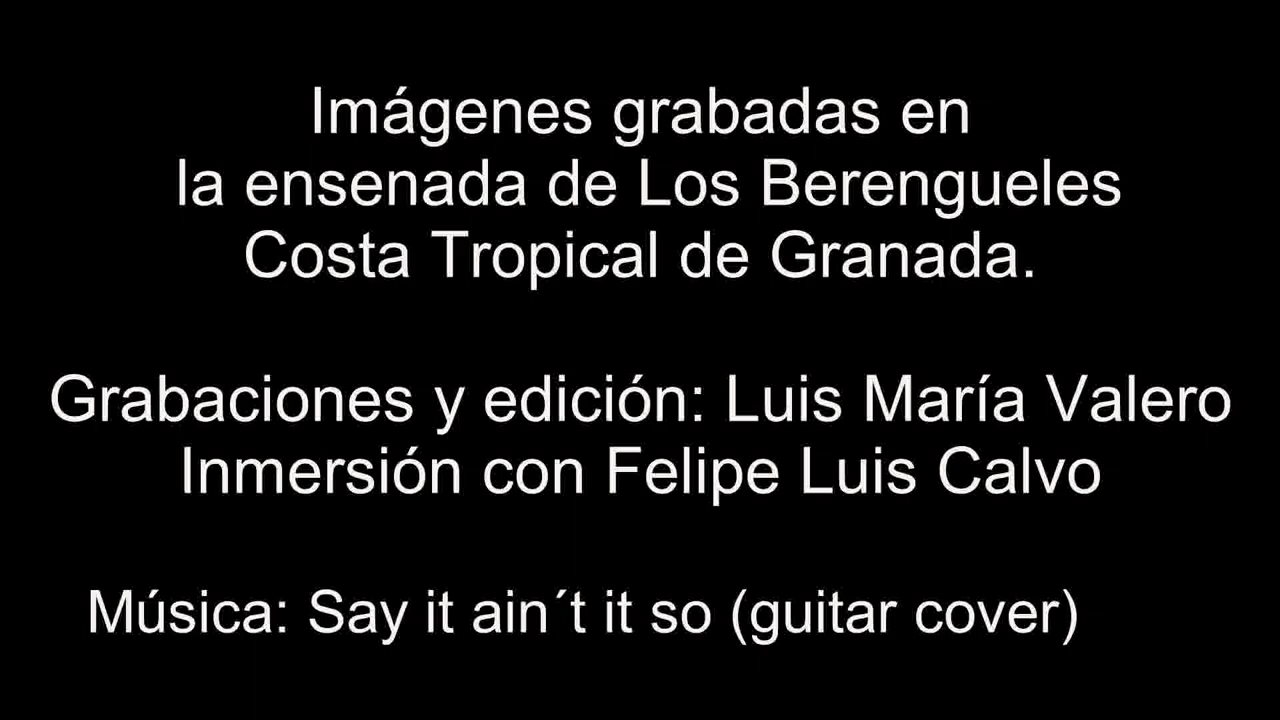 Imágenes grabadas en
la ensenada de Los Berengueles
Costa Tropical de Granada.
Grabaciones y edición: Luis María Valero
Inmersión con Felipe Luis Calvo
Música: Say it ain´t it so (guitar cover)